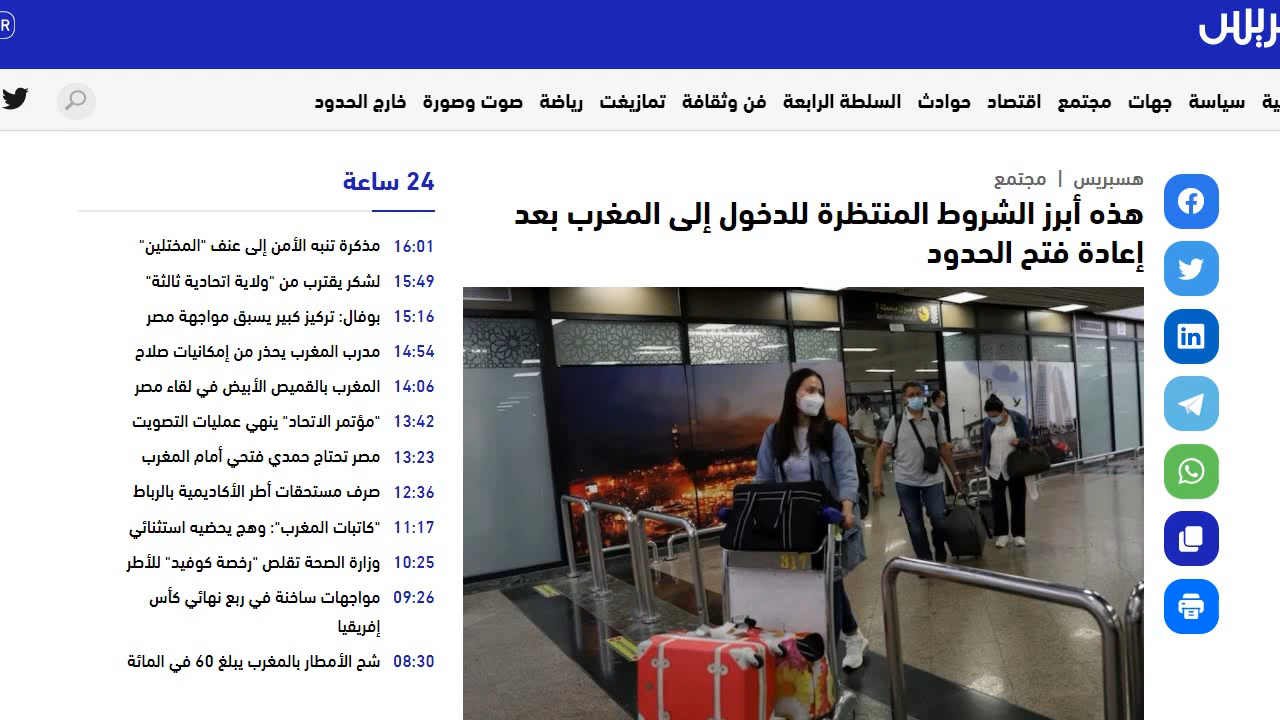 R
سياسة جهات مجتمع اقتصاد حوادث السلطة الرابعة فن وثقافة تمازيغت رياضة صوت وصورة خارج الحدود
هسبريس | مجتمع
هذه أبرز الشروط المنتظرة للدخول إلى المغرب بعد
إعادة فتح الحدود
24 ساعة
16:01 مذكرة تنبه الأمن إلى عنف "المختلين"
15:49 لشكر يقترب من "ولاية اتحادية ثالثة"
15:16 بوفال: تركيز كبير يسبق مواجهة مصر
14:54 مدرب المغرب يحذر من إمكانيات صلاح
14:06 المغرب بالقميص الأبيض في لقاء مصر
13:42 "مؤتمر الاتحاد" ينهي عمليات التصويت
13:23 مصر تحتاج حمدي فتحي أمام المغرب
12:36 صرف مستحقات أطر الأكاديمية بالرباط
11:17 "كاتبات المغرب": وهج يحضيه استثنائي
10:25 وزارة الصحة تقلص "رخصة كوفيد" للأطر
09:26 مواجهات ساخنة في ربع نهائي كأس
إفريقيا
08:30 شح الأمطار بالمغرب يبلغ 60 في المائة